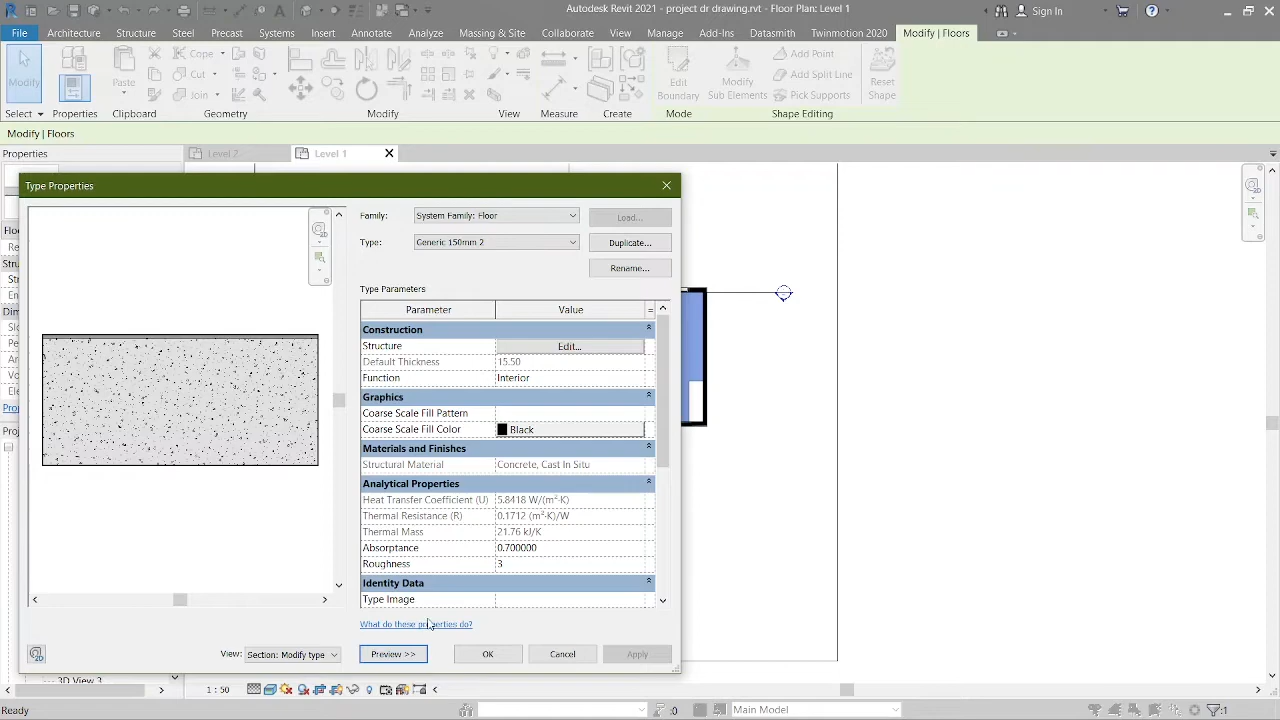 Autodesk Revit 2021 - project dr drawing.rvt - Floor Plan: Level 1
Sign In
File Architecture Structure Steel Precast Systems Insert Annotate Analyze Massing & Site Collaborate View Manage Add-Ins Datasmith Twinmotion 2020 Modify | Floors
Modify
Paste
Cope
Cut
Join
Edit
Boundary
Modify
Sub Elements
Add Point
Add Split Line
Pick Supports
Reset
Shape
Select Properties Clipboard Geometry Modify View Measure Create Mode Shape Editing
Modify | Floors
Properties
Level 2
Level 1
Type Properties
Family: System Family: Floor Load...
Type: Generic 150mm 2 Duplicate...
Rename...
Type Parameters
Parameter Value =
Construction
Structure Edit...
Default Thickness 15.50
Function Interior
Graphics
Coarse Scale Fill Pattern
Coarse Scale Fill Color Black
Materials and Finishes
Structural Material Concrete, Cast In Situ
Analytical Properties
Heat Transfer Coefficient (U) 5.8418 W/(m²·K)
Thermal Resistance (R) 0.1712 (m²·K)/W
Thermal Mass 21.76 kJ/K
Absorptance 0.700000
Roughness 3
Identity Data
Type Image
What do these properties do?
View: Section: Modify type Preview >> OK Cancel Apply
3D View 3
1 : 50
Ready :0 Main Model :1